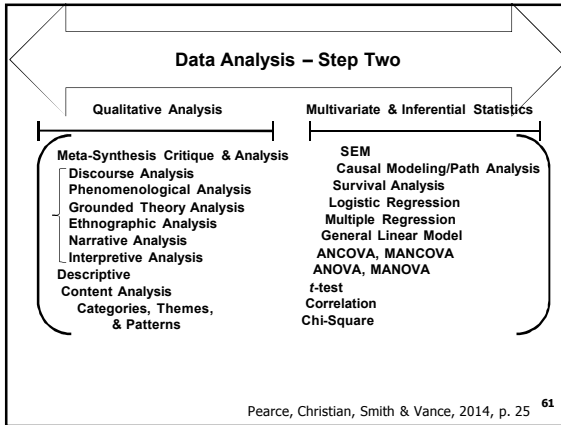 Data Analysis – Step Two
Qualitative Analysis
Meta-Synthesis Critique & Analysis
Discourse Analysis
Phenomenological Analysis
Grounded Theory Analysis
Ethnographic Analysis
Narrative Analysis
Interpretive Analysis
Descriptive
Content Analysis
Categories, Themes,
& Patterns
Multivariate & Inferential Statistics
SEM
Causal Modeling/Path Analysis
Survival Analysis
Logistic Regression
Multiple Regression
General Linear Model
ANCOVA, MANCOVA
ANOVA, MANOVA
t-test
Correlation
Chi-Square
Pearce, Christian, Smith & Vance, 2014, p. 25
61